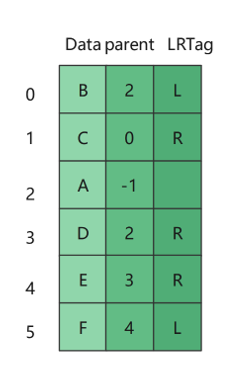 Data parent LRTag
0 B 2 L
1 C 0 R
2 A -1
3 D 2 R
4 E 3 R
5 F 4 L